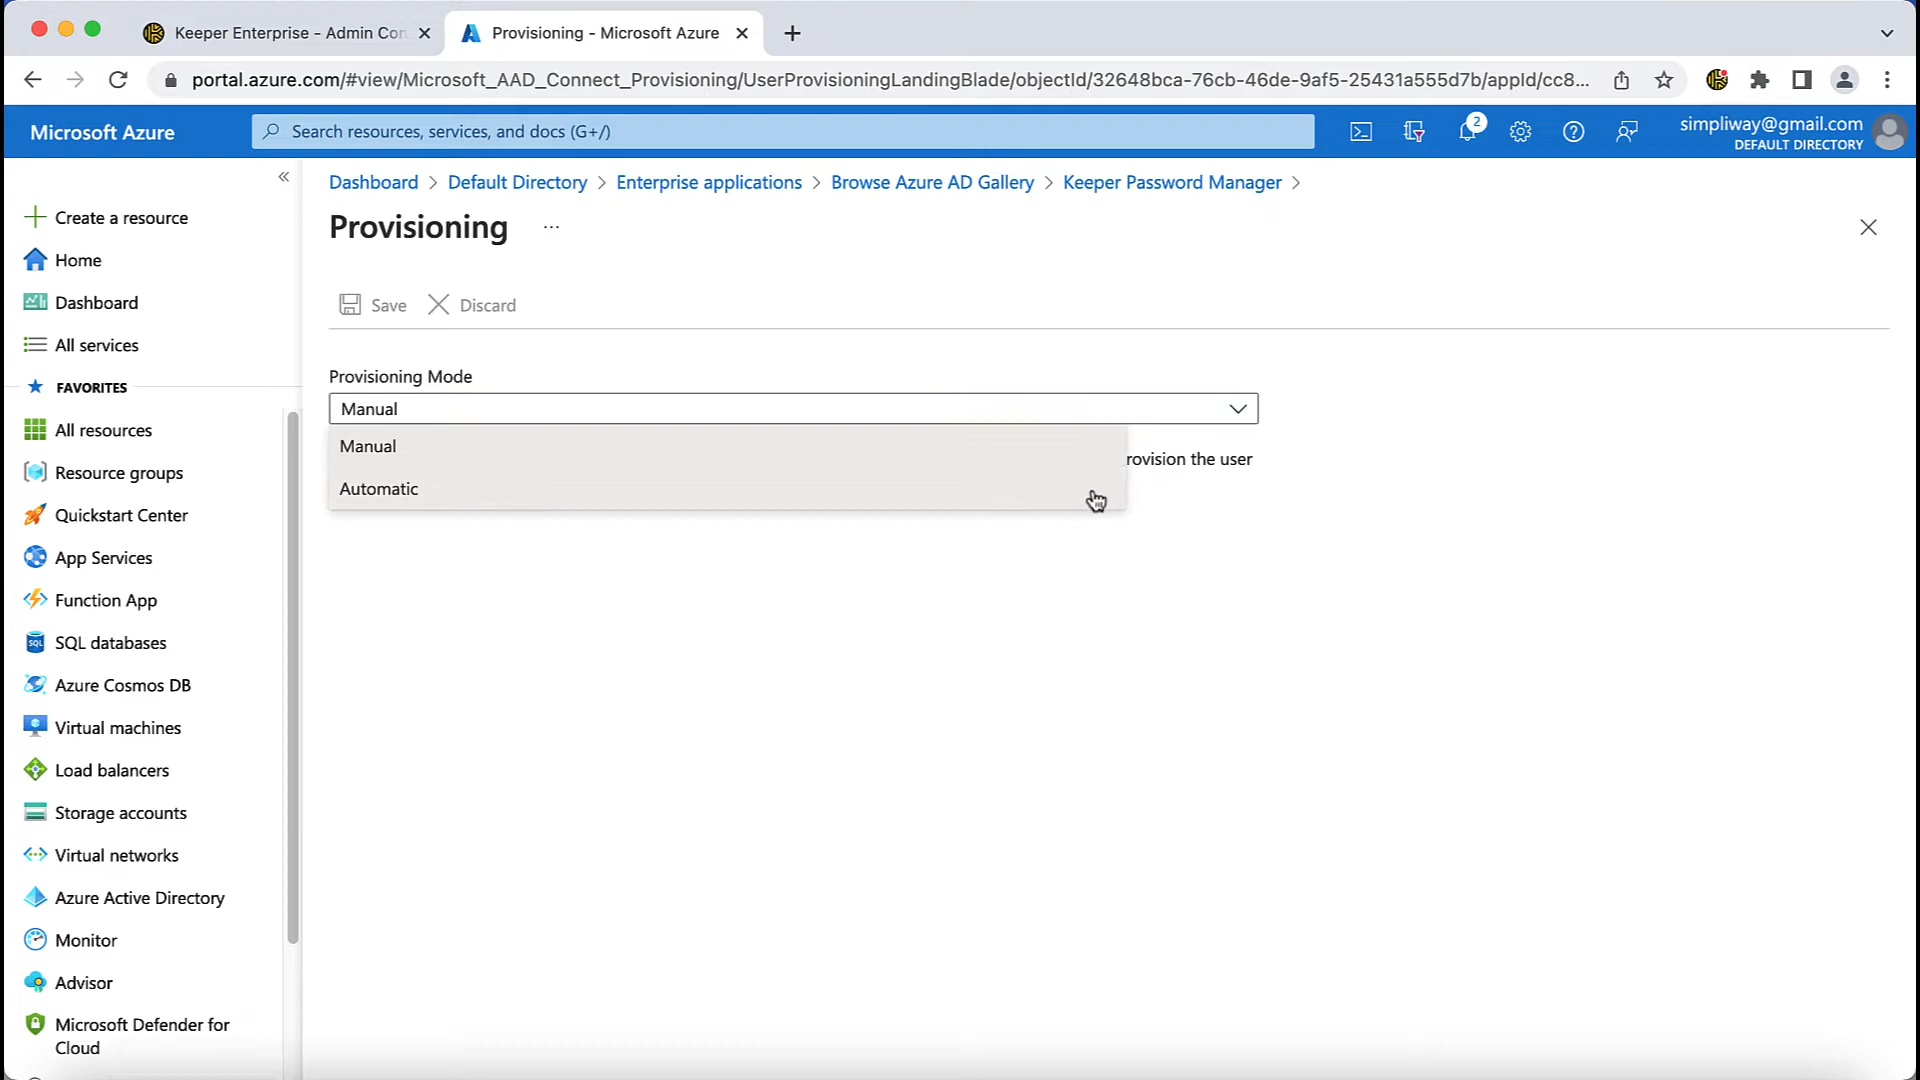 Keeper Enterprise - Admin Con
Provisioning - Microsoft Azure
portal.azure.com/#view/Microsoft_AAD_Connect_Provisioning/UserProvisioningLandingBlade/objectId/32648bca-76cb-46de-9af5-25431a555d7b/appId/cc8...
Microsoft Azure
Search resources, services, and docs (G+/)
2
simpliway@gmail.com
DEFAULT DIRECTORY
Dashboard > Default Directory > Enterprise applications > Browse Azure AD Gallery > Keeper Password Manager >
Provisioning ...
Save Discard
Provisioning Mode
Manual
Manual
rovision the user
Automatic
«
Create a resource
Home
Dashboard
All services
FAVORITES
All resources
Resource groups
Quickstart Center
App Services
Function App
SQL
SQL databases
Azure Cosmos DB
Virtual machines
Load balancers
Storage accounts
Virtual networks
Azure Active Directory
Monitor
Advisor
Microsoft Defender for
Cloud